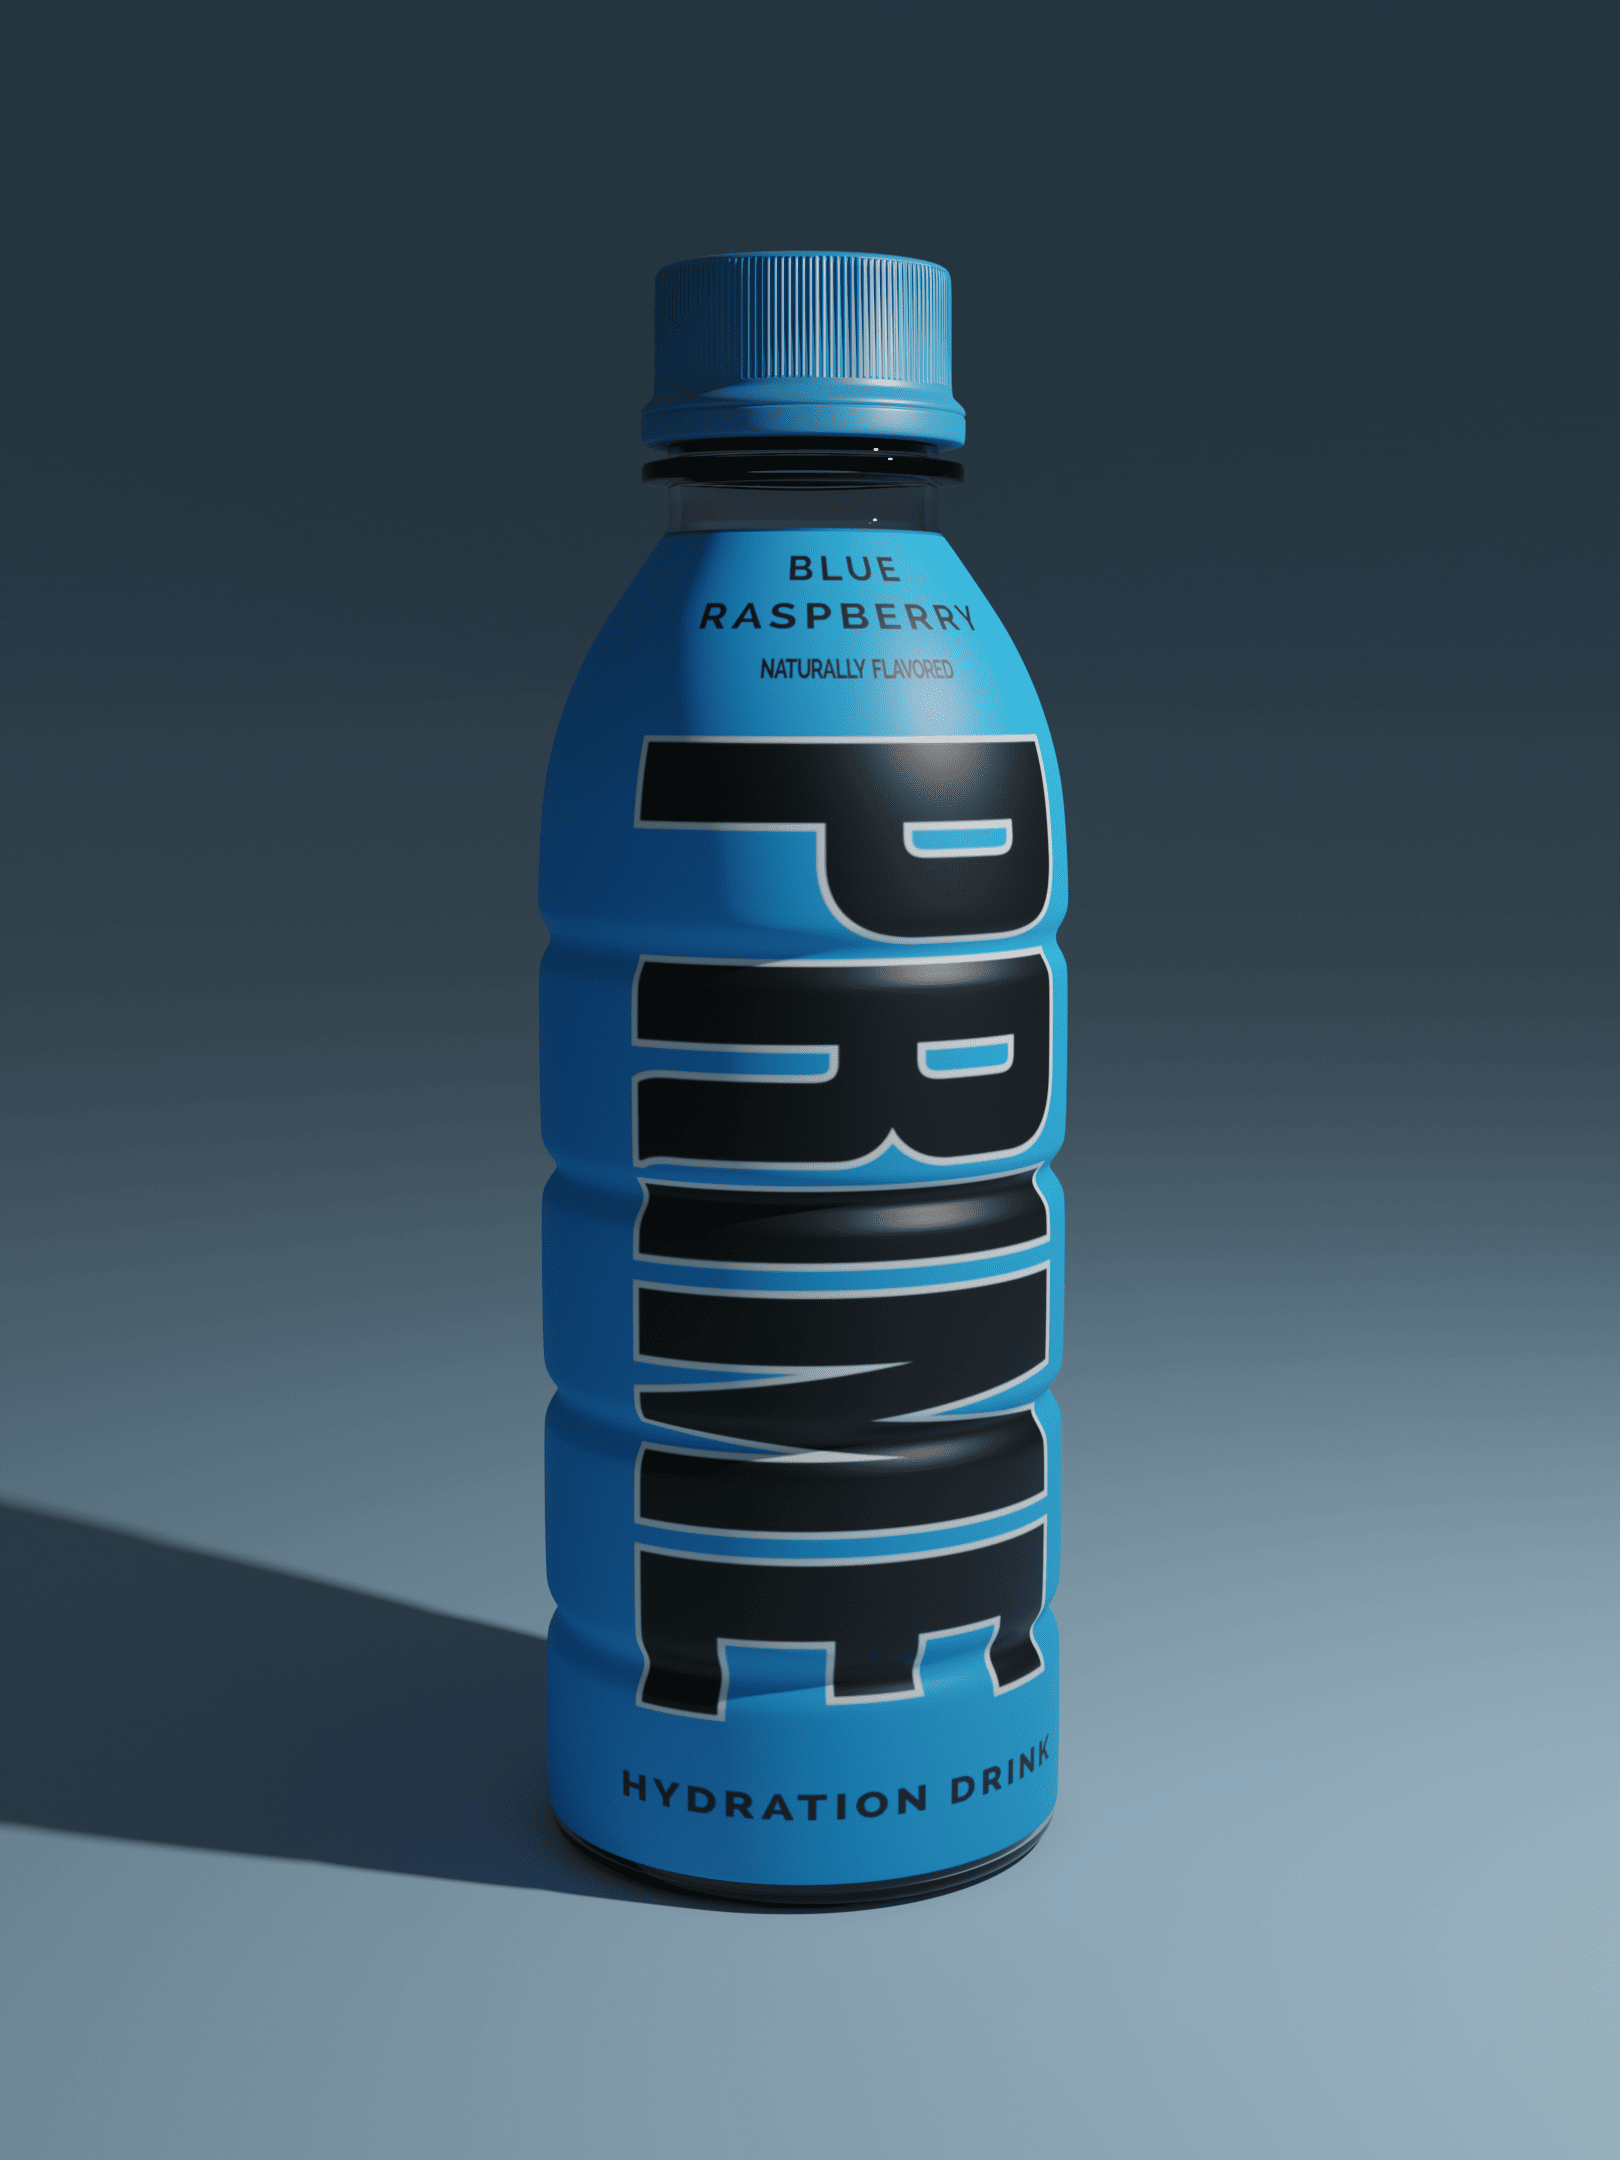 BLUE
RASPBERRY
NATURALLY FLAVORED
PRIME
HYDRATION DRINK